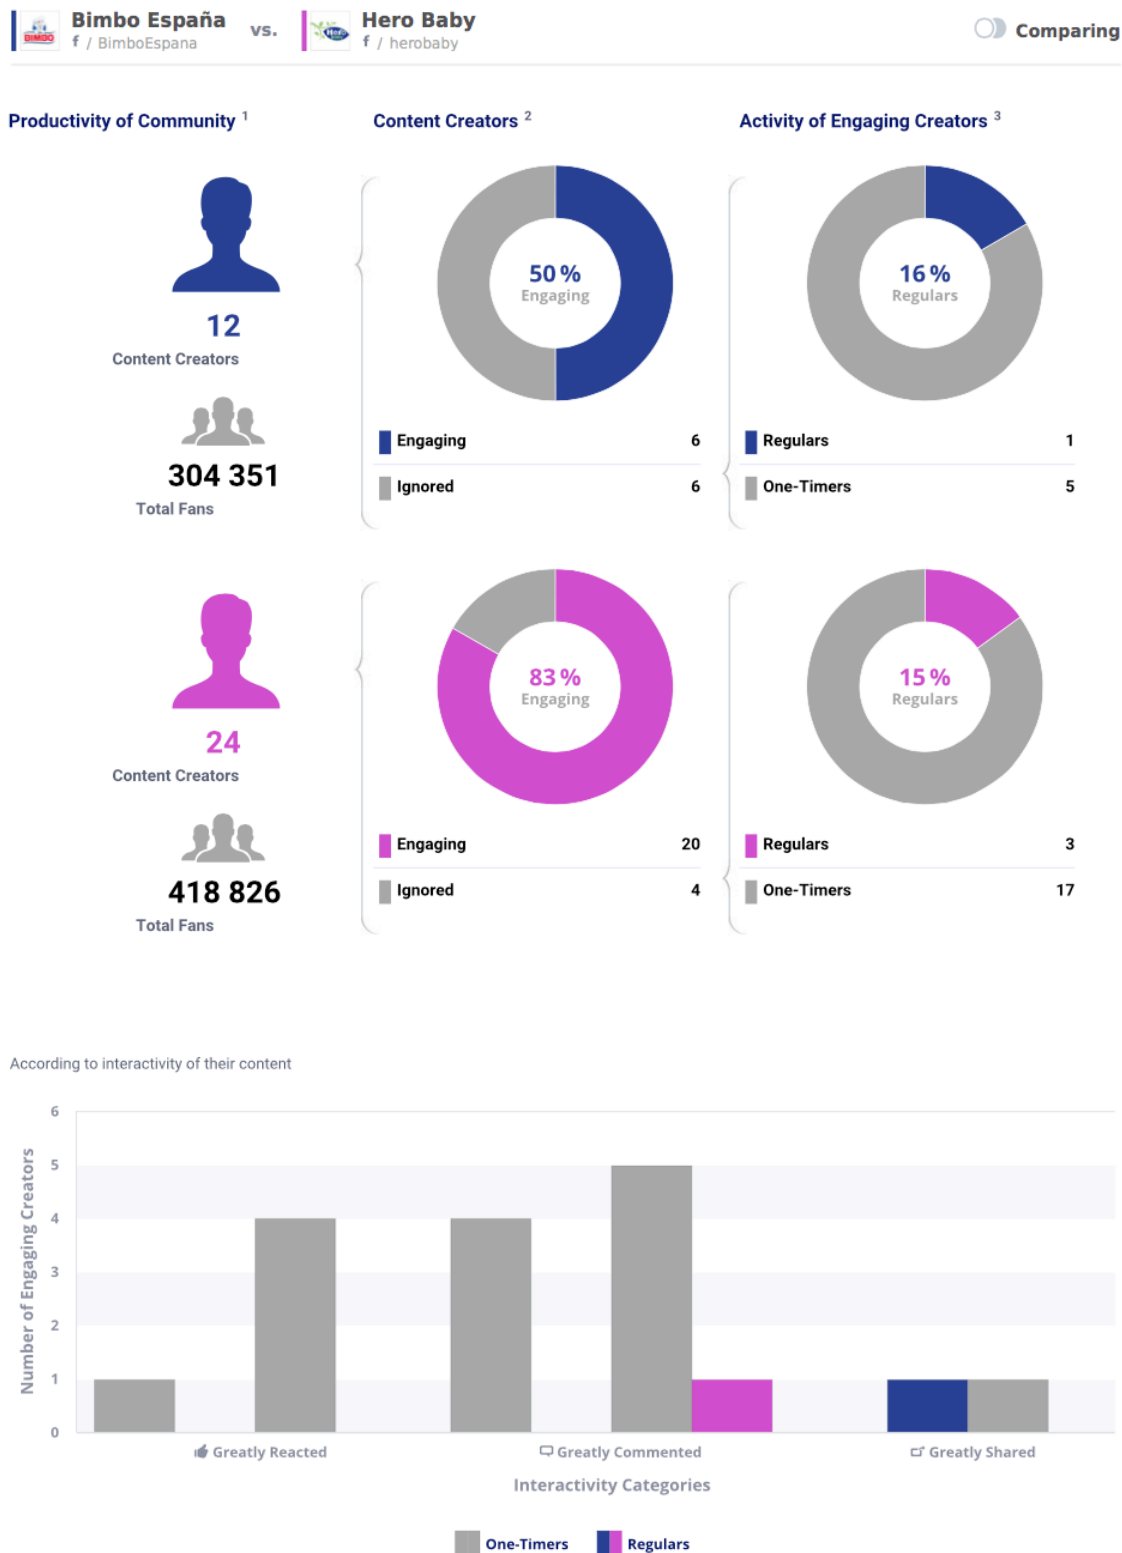 Bimbo España
f / BimboEspana
vs.
Hero Baby
f / herobaby
Comparing
Productivity of Community 1
Content Creators 2
Activity of Engaging Creators 3
12
Content Creators
304 351
Total Fans
50 %
Engaging
Engaging 6
Ignored 6
16 %
Regulars
Regulars 1
One-Timers 5
24
Content Creators
418 826
Total Fans
83 %
Engaging
Engaging 20
Ignored 4
15 %
Regulars
Regulars 3
One-Timers 17
According to interactivity of their content
Number of Engaging Creators
6
5
4
3
2
1
0
Greatly Reacted
Greatly Commented
Greatly Shared
Interactivity Categories
One-Timers
Regulars
BIMBO
Hero